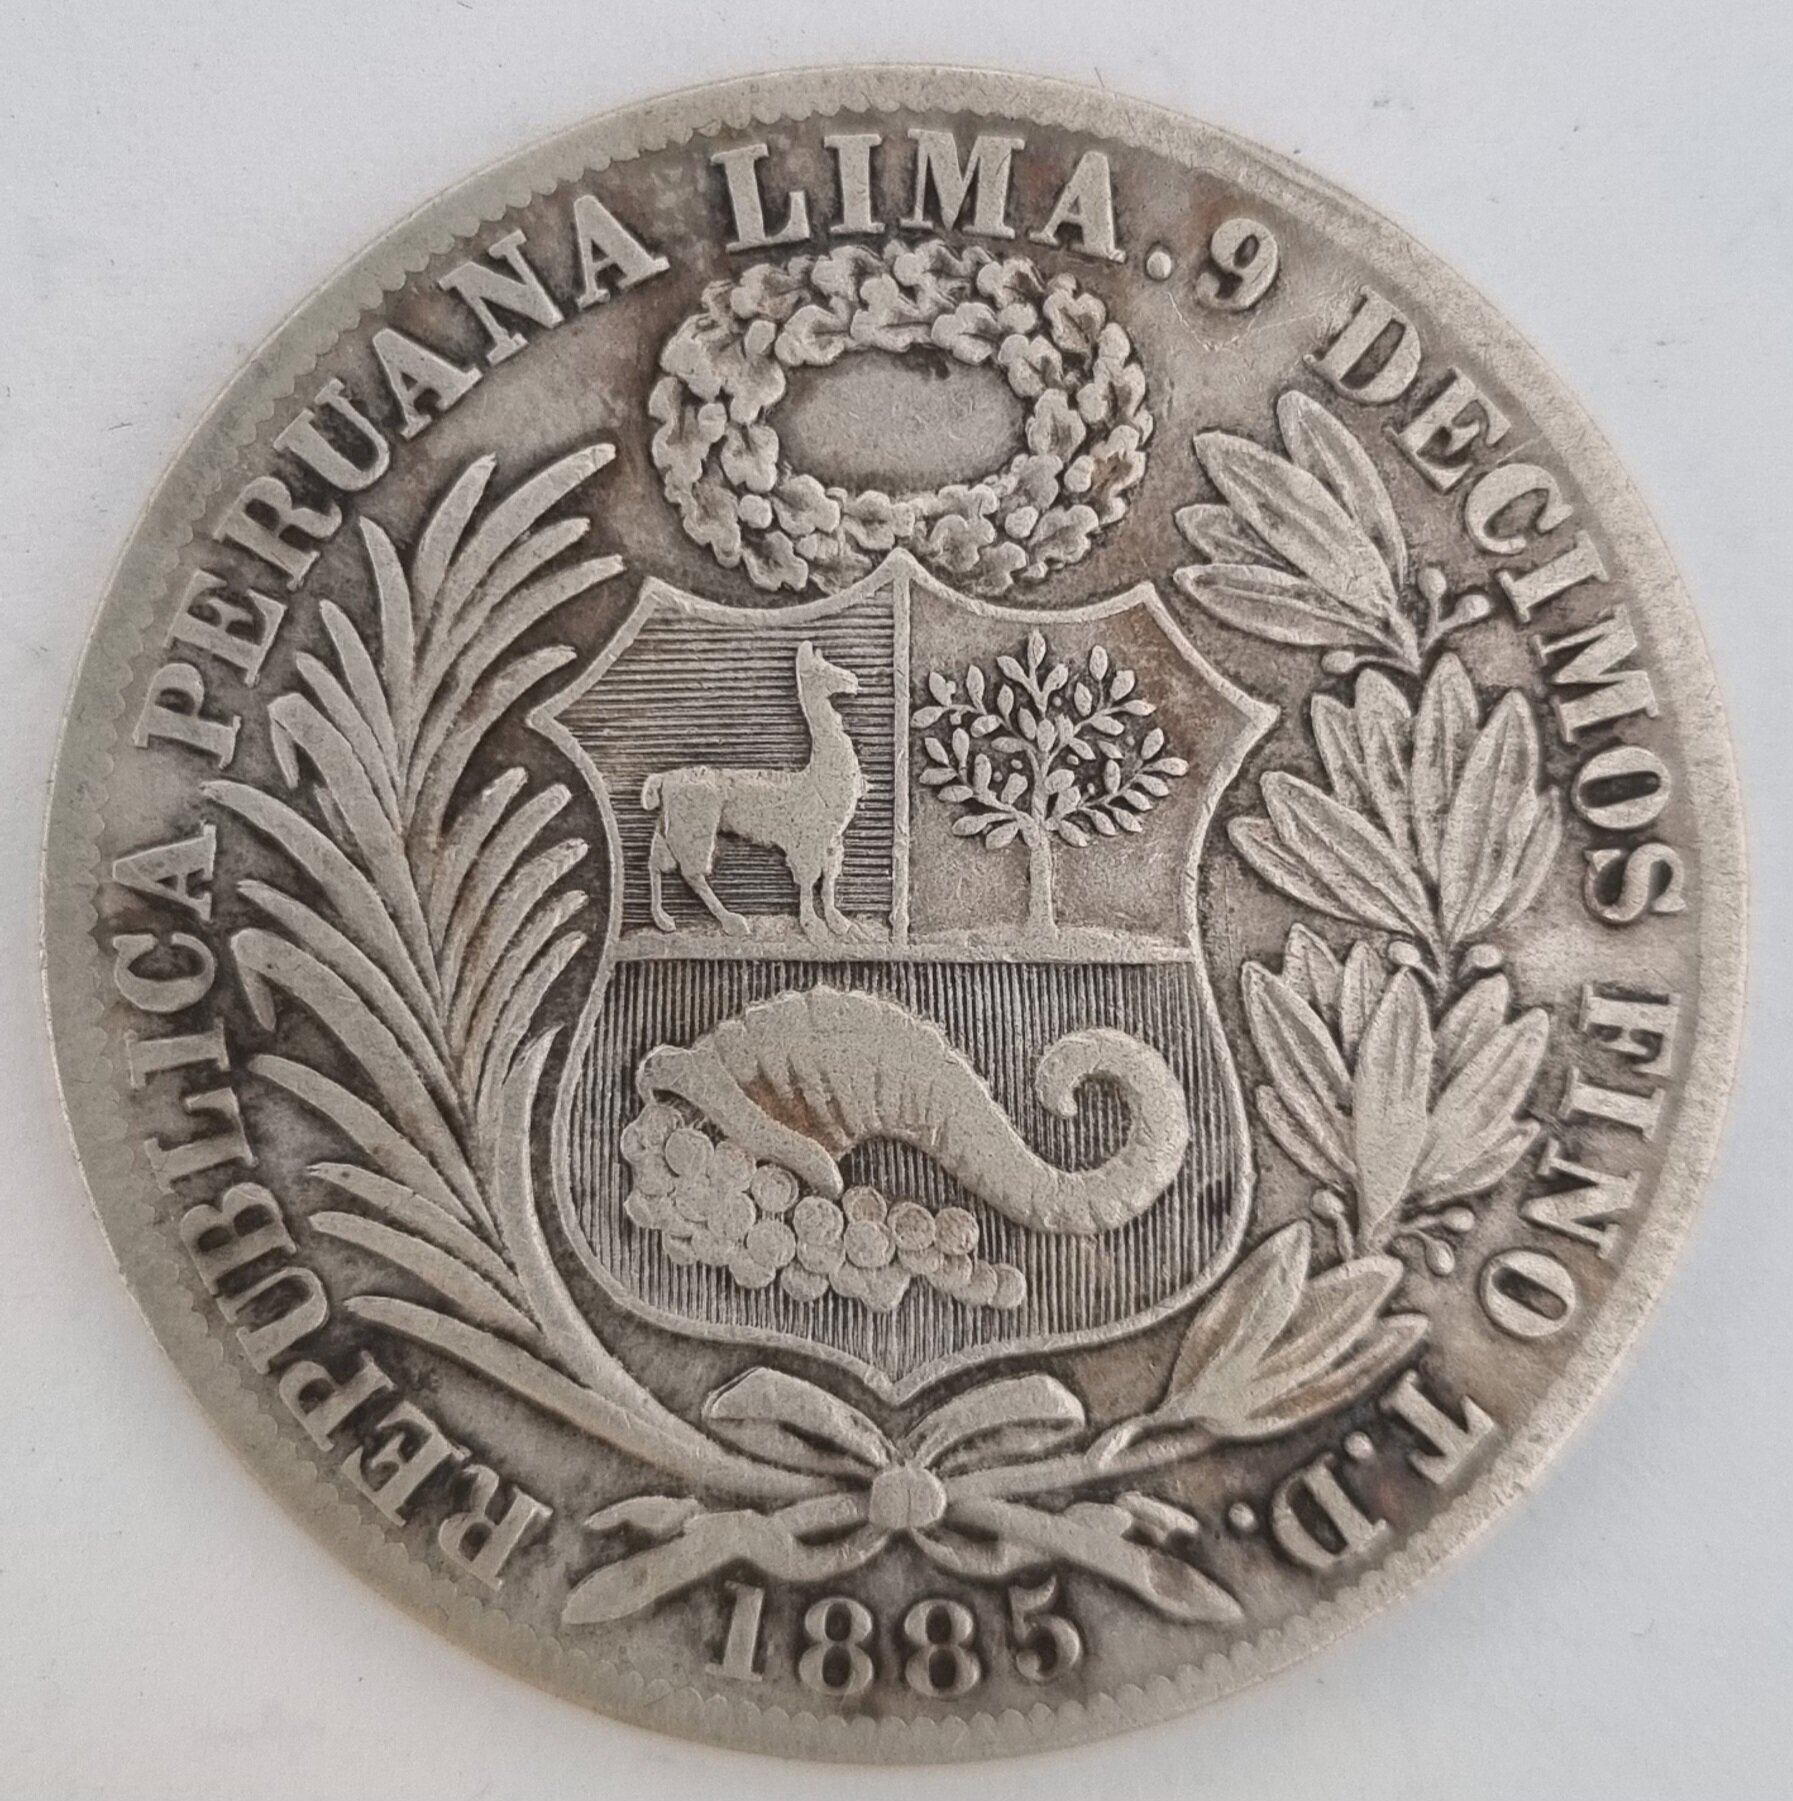 REPUBLICA PERUANA LIMA. 9 DECIMOS FINO T.D.
1885